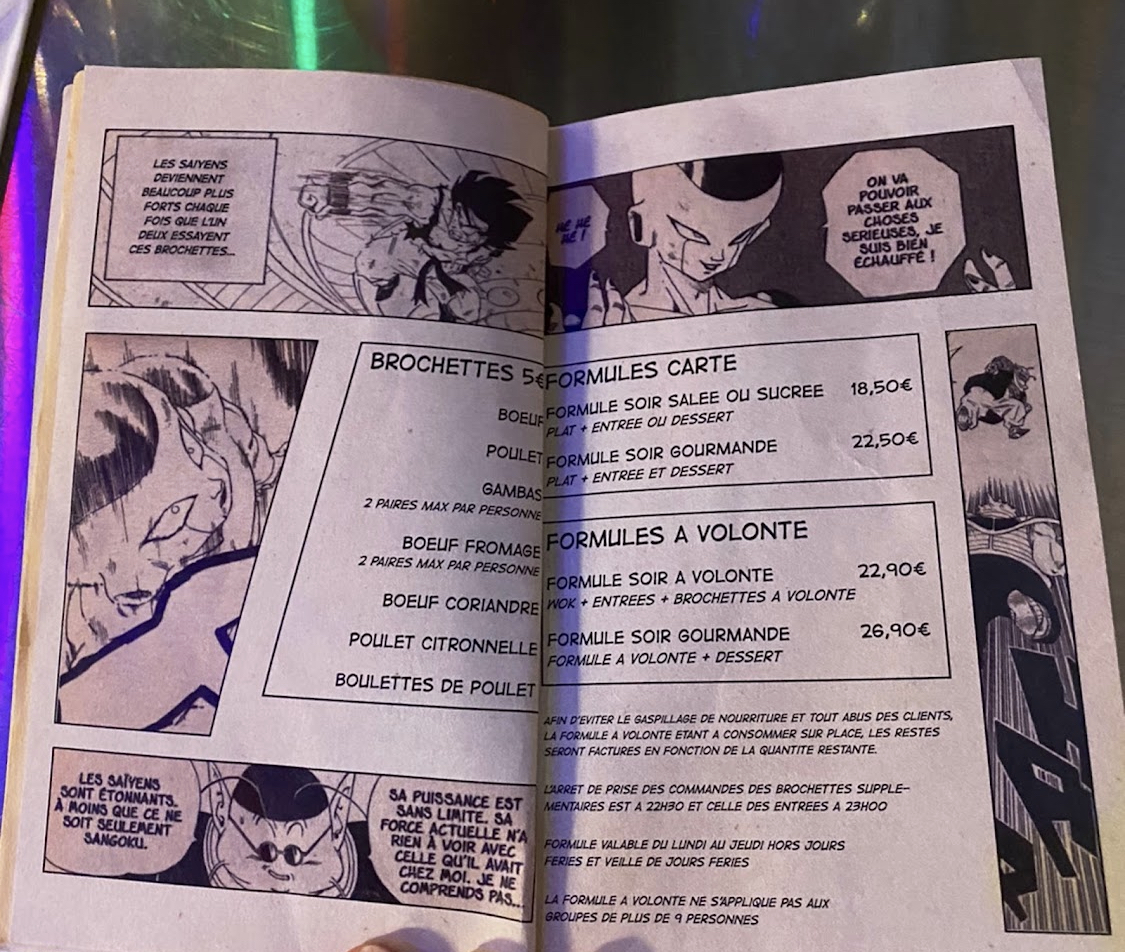 LES SAIYENS
DEVIENNENT
BEAUCOUP PLUS
FORTS CHAQUE
FOIS QUE L'UN
DEUX ESSAYENT
CES BROCHETTES...
HÉ HÉ
HÉ !
ON VA
POUVOIR
PASSER AUX
CHOSES
SERIEUSES, JE
SUIS BIEN
ÉCHAUFFÉ !
BROCHETTES 5€
BOEUF
POULET
GAMBAS
2 PAIRES MAX PAR PERSONNE
BOEUF FROMAGE
2 PAIRES MAX PAR PERSONNE
BOEUF CORIANDRE
POULET CITRONNELLE
BOULETTES DE POULET
LES SAÏYENS
SONT ÉTONNANTS.
À MOINS QUE CE NE
SOIT SEULEMENT
SANGOKU.
SA PUISSANCE EST
SANS LIMITE. SA
FORCE ACTUELLE N'A
RIEN À VOIR AVEC
CELLE QU'IL AVAIT
CHEZ MOI. JE NE
COMPRENDS PAS...
FORMULES CARTE
FORMULE SOIR SALEE OU SUCREE 18,50€
PLAT + ENTREE OU DESSERT
FORMULE SOIR GOURMANDE 22,50€
PLAT + ENTREE ET DESSERT
FORMULES A VOLONTE
FORMULE SOIR A VOLONTE 22,90€
WOK + ENTREES + BROCHETTES A VOLONTE
FORMULE SOIR GOURMANDE 26,90€
FORMULE A VOLONTE + DESSERT
AFIN D'EVITER LE GASPILLAGE DE NOURRITURE ET TOUT ABUS DES CLIENTS,
LA FORMULE A VOLONTE ETANT A CONSOMMER SUR PLACE, LES RESTES
SERONT FACTURES EN FONCTION DE LA QUANTITE RESTANTE.
L'ARRET DE PRISE DES COMMANDES DES BROCHETTES SUPPLE-
MENTAIRES EST A 22H30 ET CELLE DES ENTREES A 23H00
FORMULE VALABLE DU LUNDI AU JEUDI HORS JOURS
FERIES ET VEILLE DE JOURS FERIES
LA FORMULE A VOLONTE NE S'APPLIQUE PAS AUX
GROUPES DE PLUS DE 9 PERSONNES